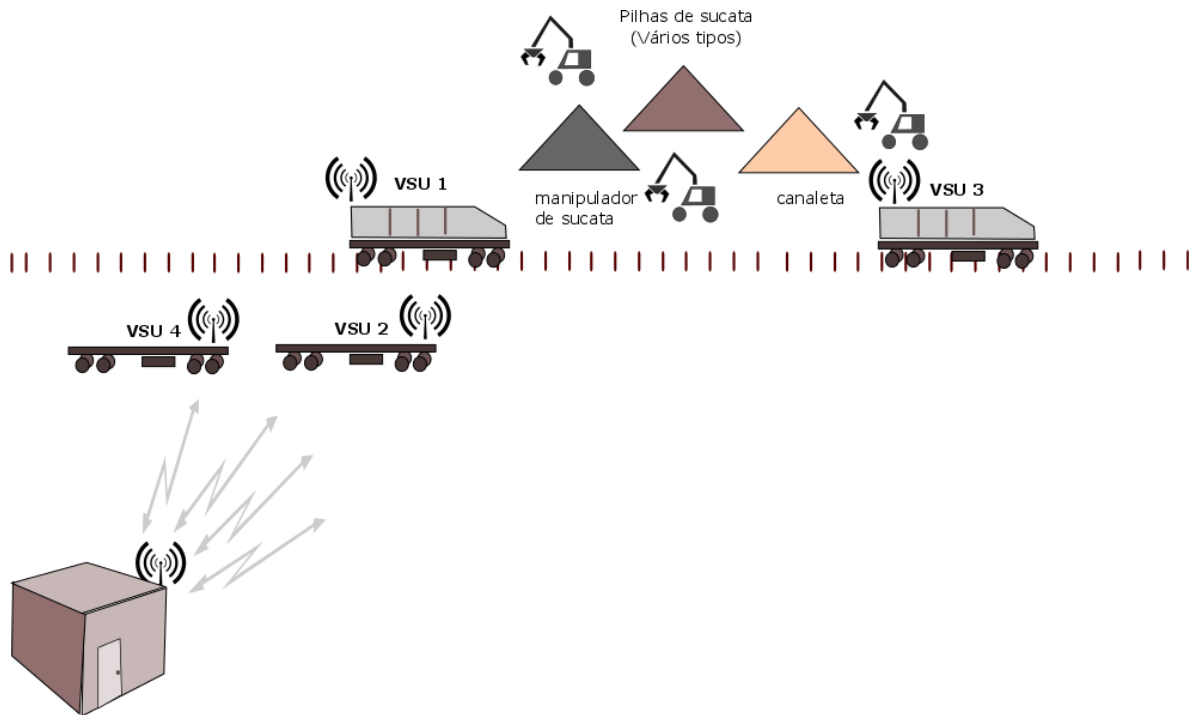 Pilhas de sucata
(Vários tipos)
VSU 1
manipulador
de sucata
canaleta
VSU 3
VSU 4
VSU 2